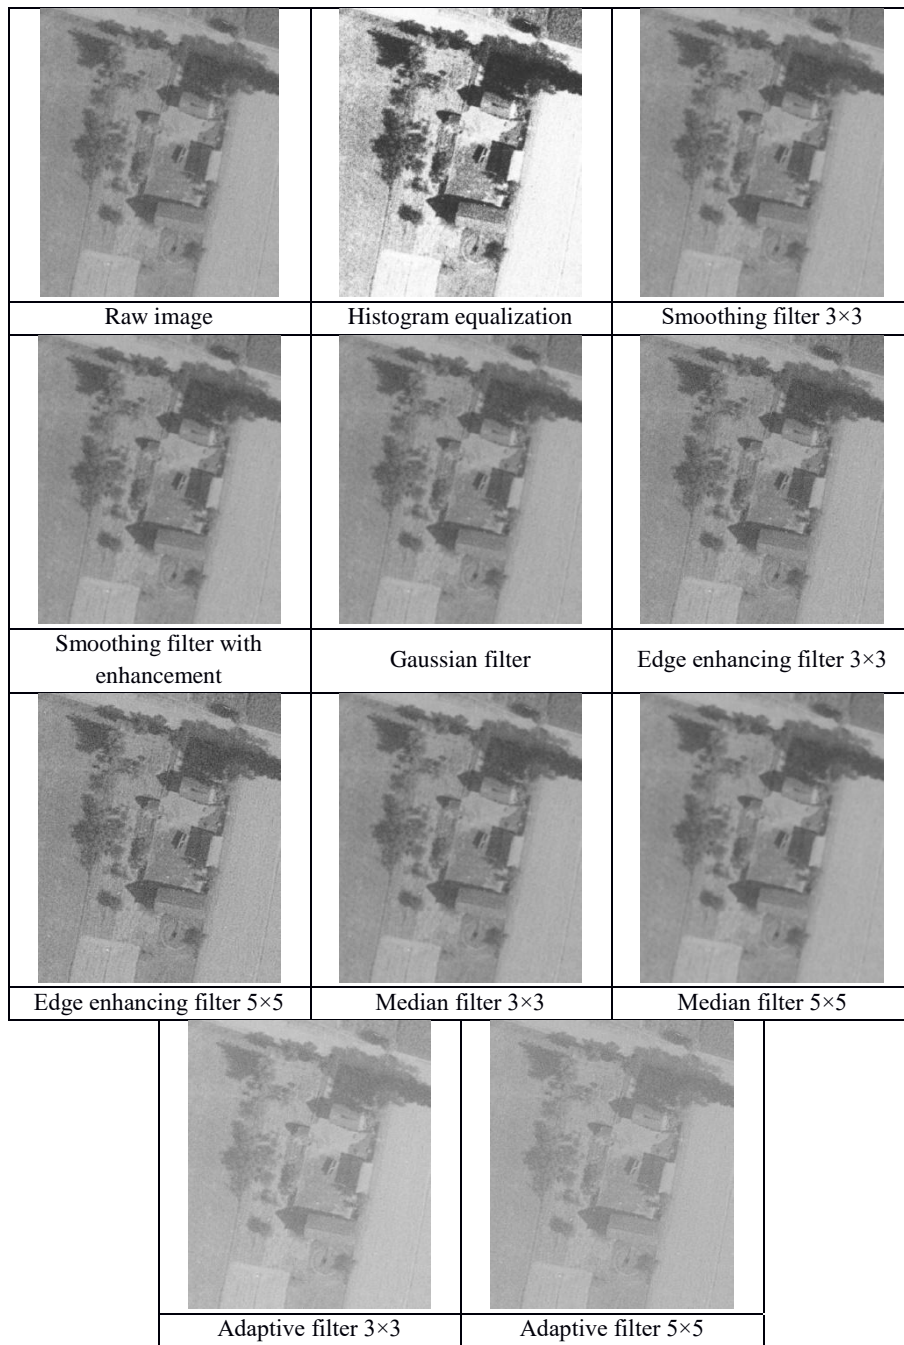 Raw image
Histogram equalization
Smoothing filter 3×3
Smoothing filter with
enhancement
Gaussian filter
Edge enhancing filter 3×3
Edge enhancing filter 5×5
Median filter 3×3
Median filter 5×5
Adaptive filter 3×3
Adaptive filter 5×5